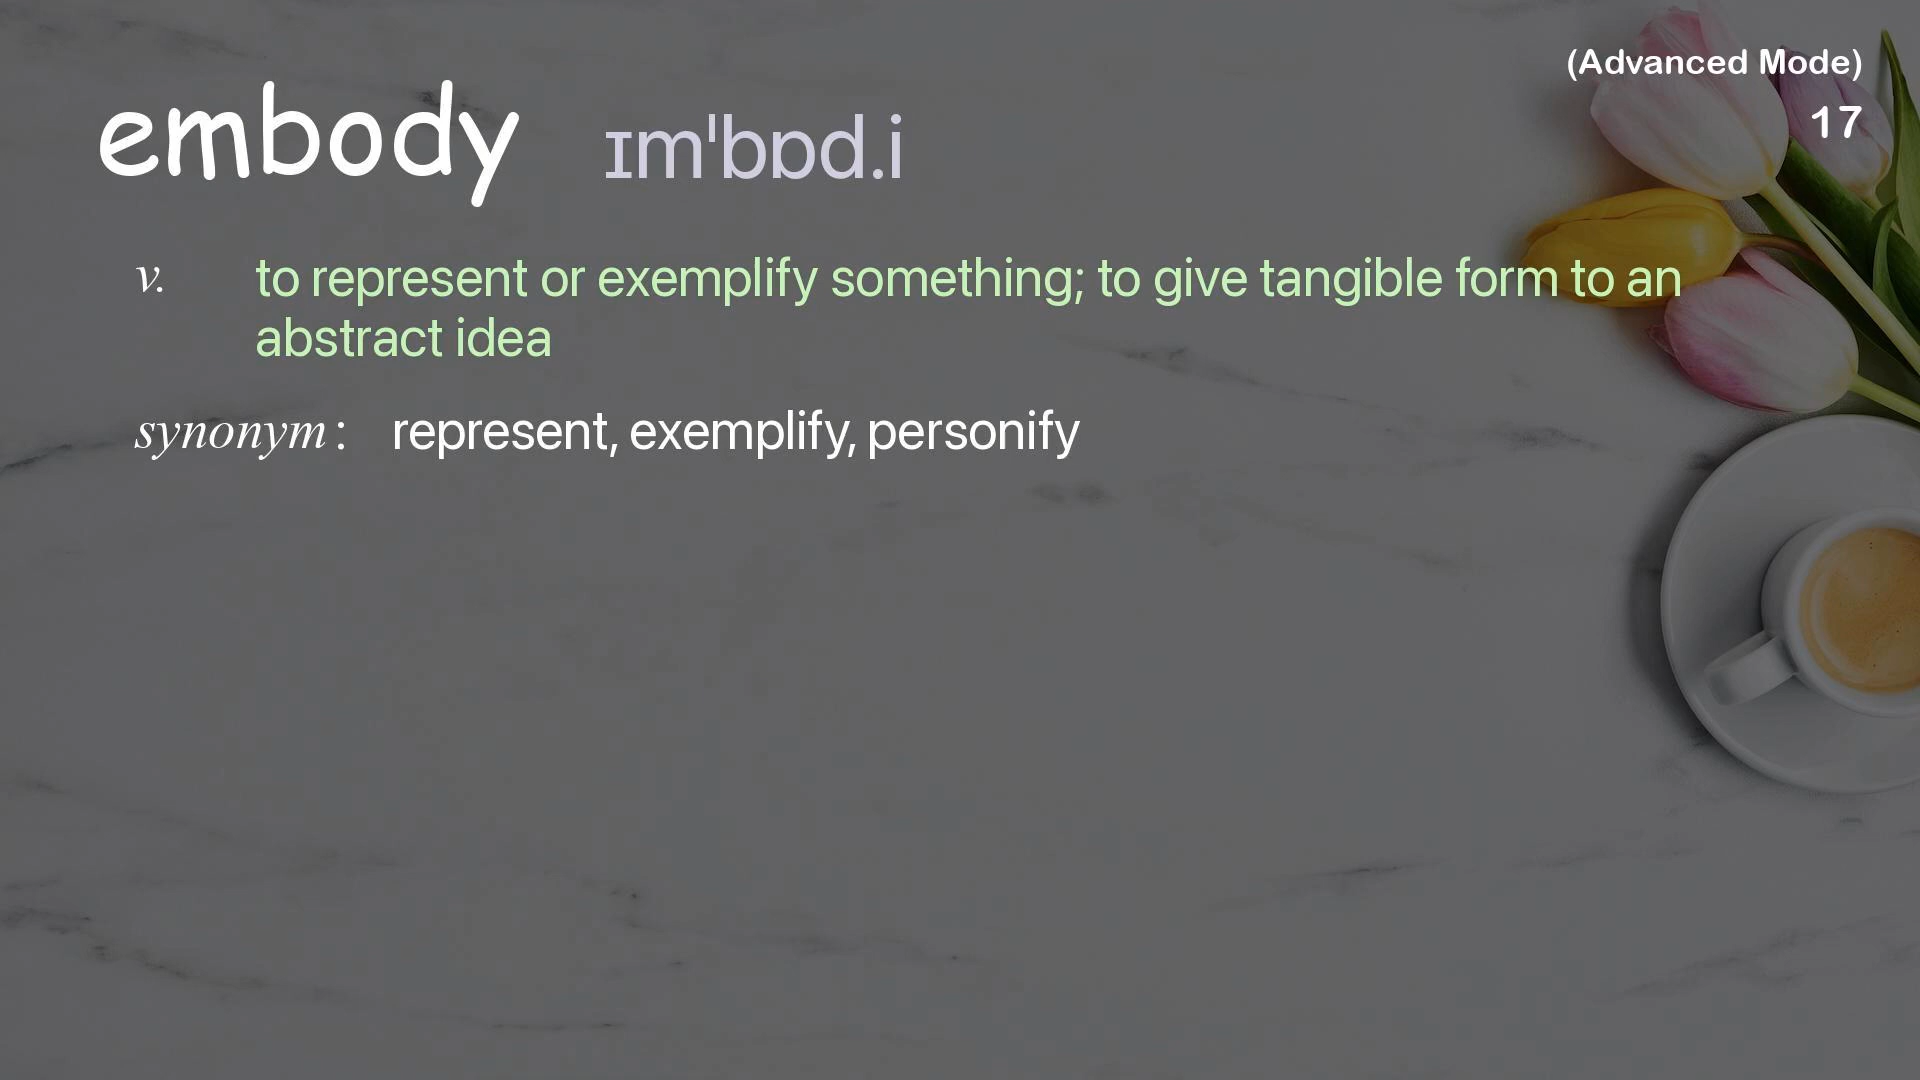 (Advanced Mode)
17
embody ɪmˈbɒd.i
v. to represent or exemplify something; to give tangible form to an
abstract idea
synonym: represent, exemplify, personify